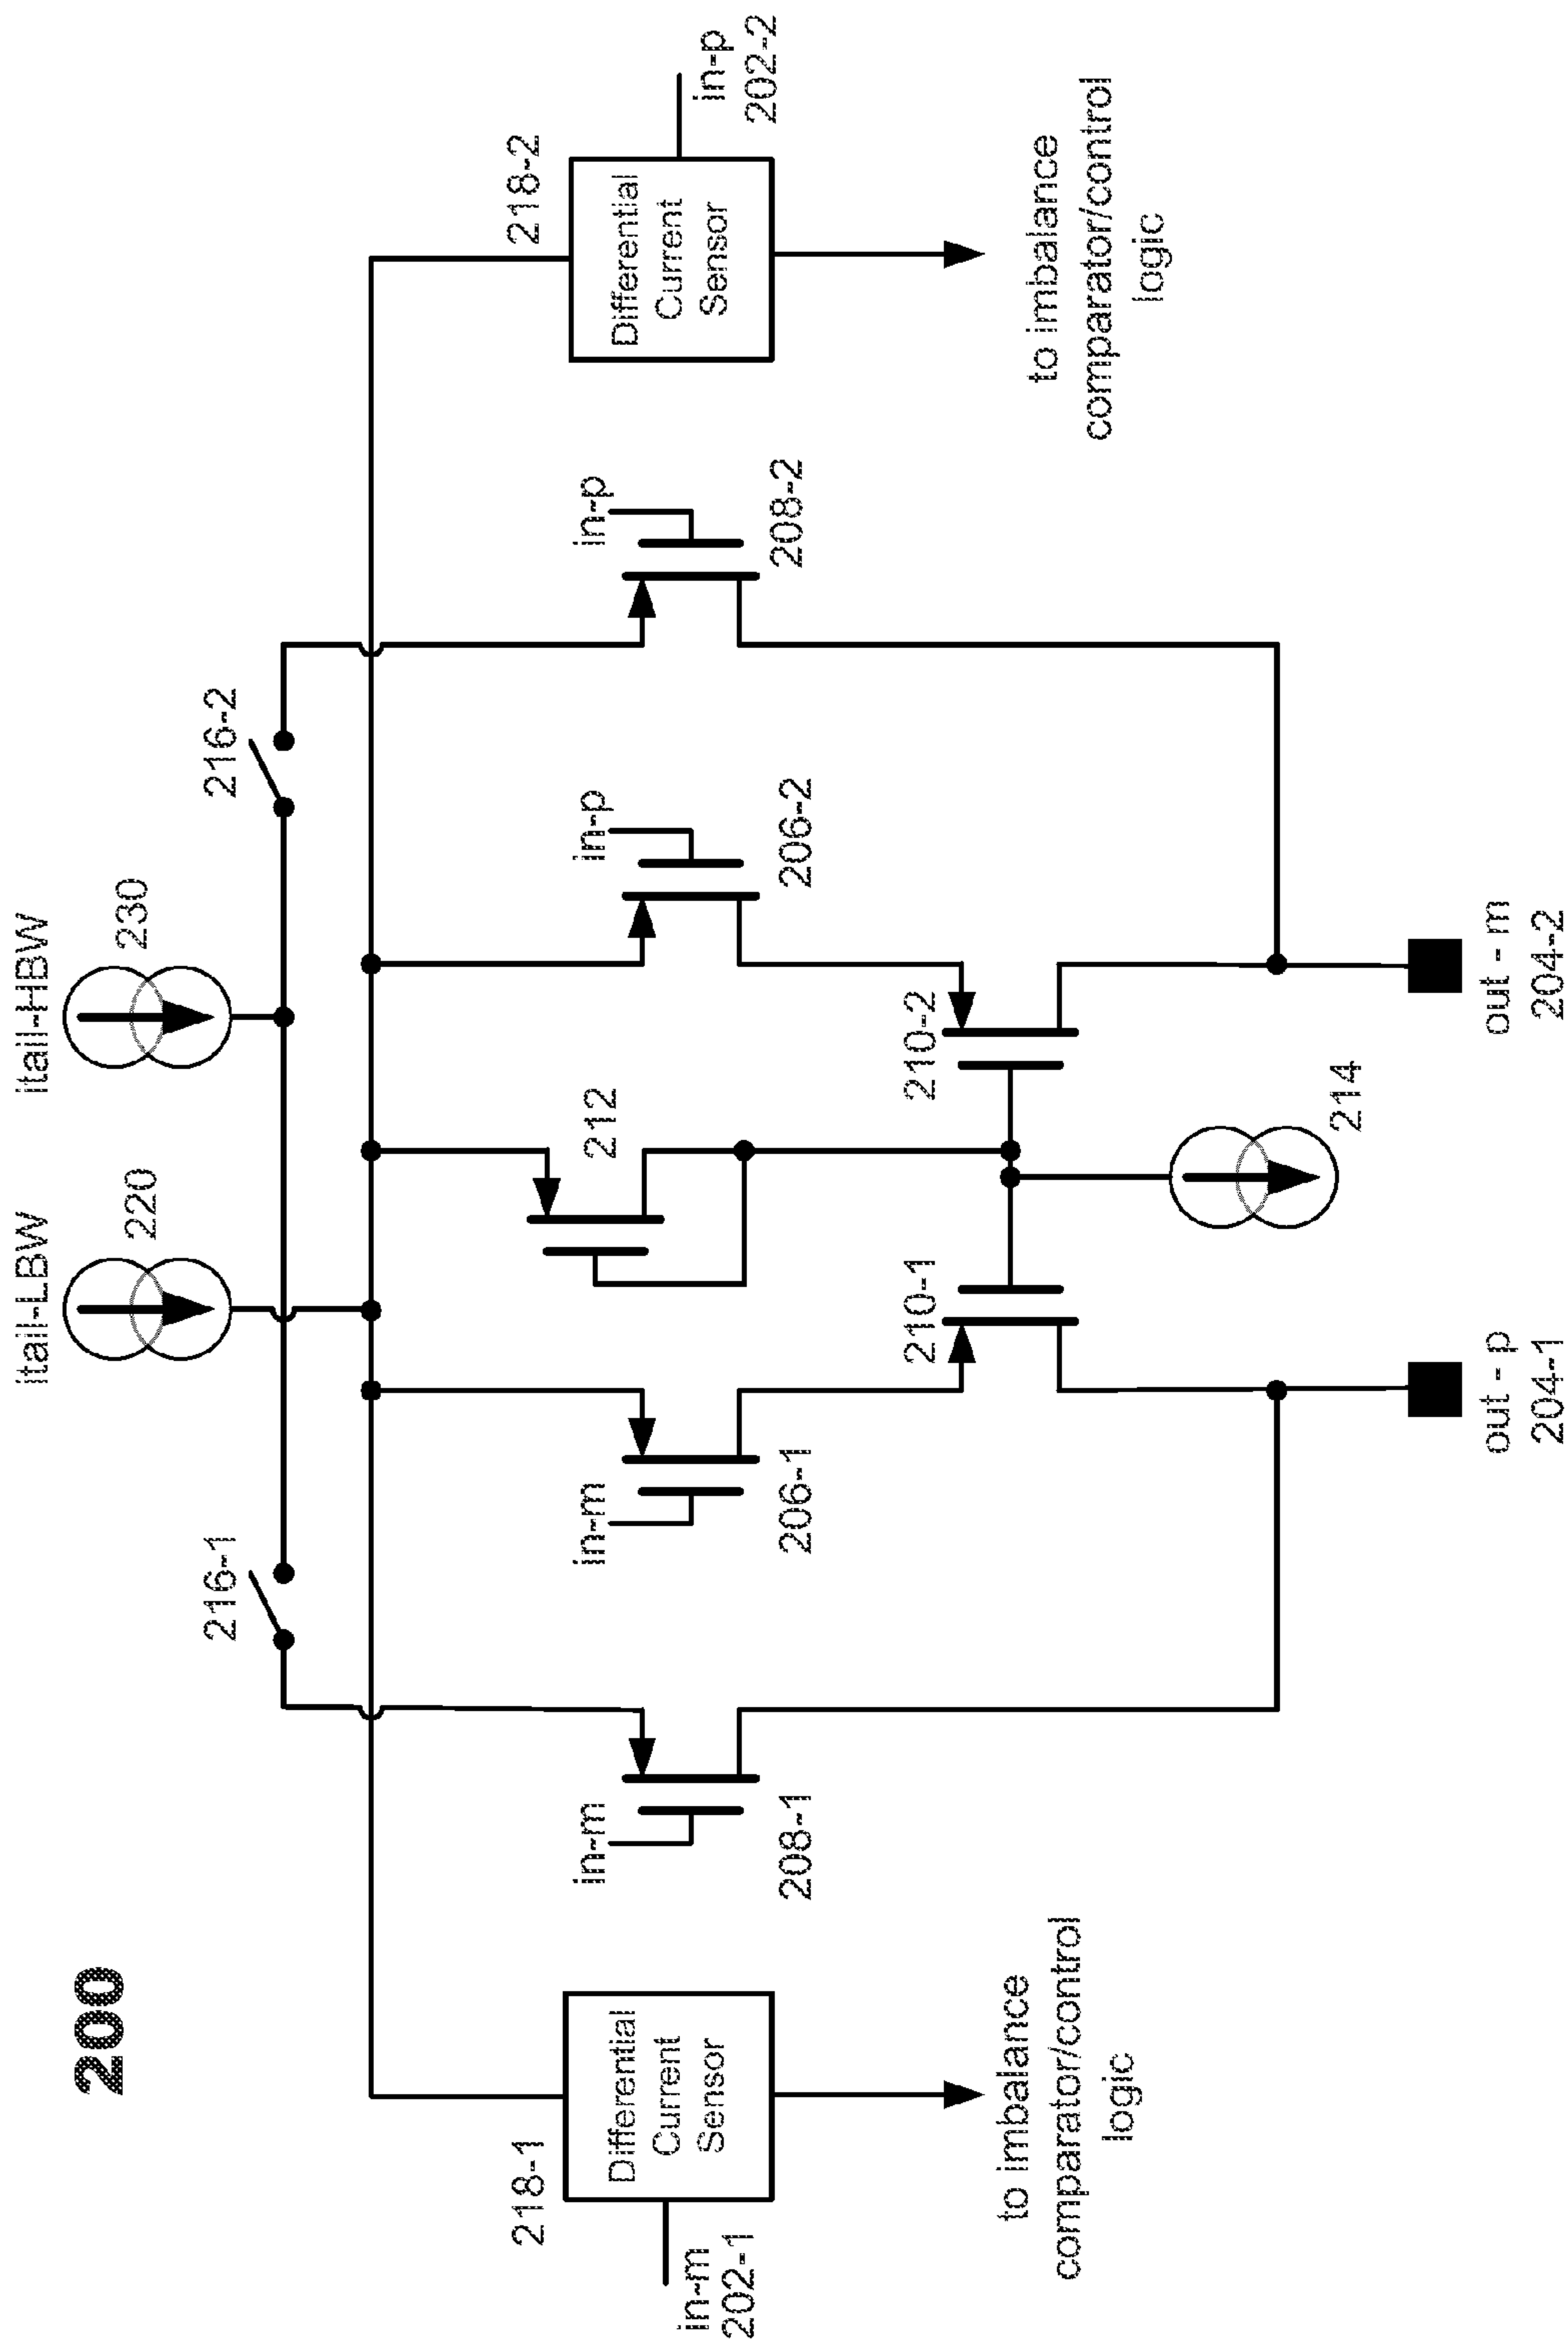 200
itail-LBW
220
itail-HBW
230
216-1
216-2
218-1
Differential
Current
Sensor
in-m
202-1
to imbalance
comparator/control
logic
in-m
208-1
in-m
206-1
212
in-p
206-2
in-p
208-2
218-2
Differential
Current
Sensor
in-p
202-2
to imbalance
comparator/control
logic
210-1
210-2
214
out - p
204-1
out - m
204-2